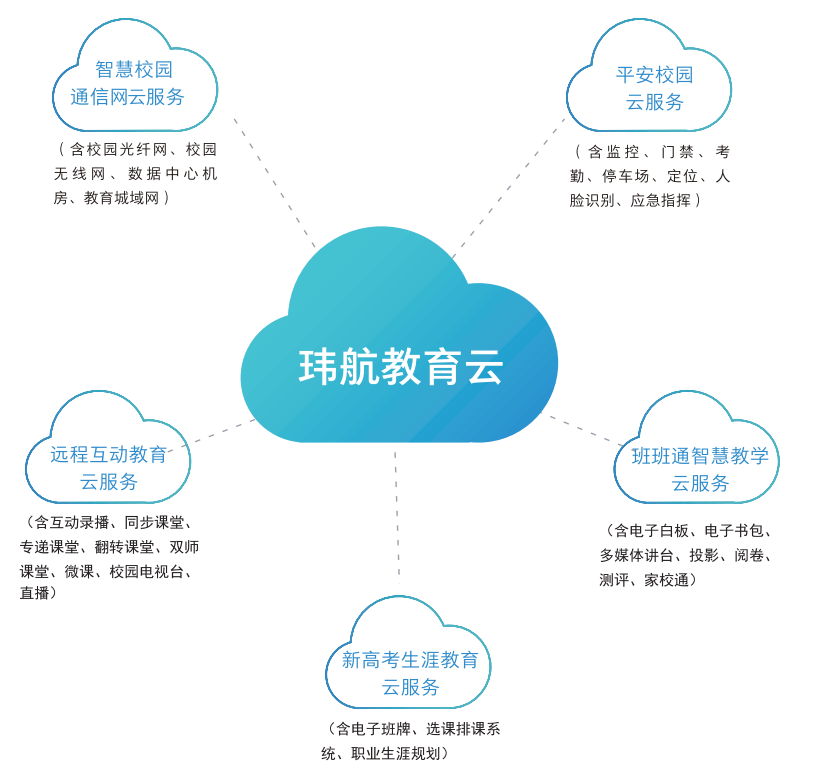 智慧校园
通信网云服务
（含校园光纤网、校园
无线网、数据中心机
房、教育城域网）
平安校园
云服务
（含监控、门禁、考
勤、停车场、定位、人
脸识别、应急指挥）
玮航教育云
远程互动教育
云服务
（含互动录播、同步课堂、
专递课堂、翻转课堂、双师
课堂、微课、校园电视台、
直播）
班班通智慧教学
云服务
（含电子白板、电子书包、
多媒体讲台、投影、阅卷、
测评、家校通）
新高考生涯教育
云服务
（含电子班牌、选课排课系
统、职业生涯规划）